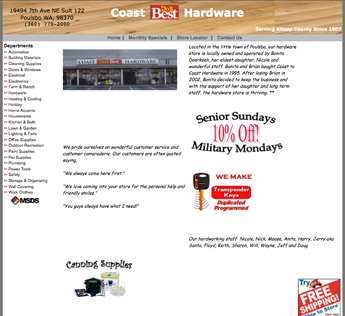 19494 7th Ave NE Suit 122
Poulsbo WA, 98370
(360) 779-2000
Coast Do it Best Hardware
Serving Kitsap County Since 1907
Home | Monthly Specials | Store Locator | Contact Us
Departments
Automotive
Building Materials
Cleaning Supplies
Doors & Windows
Electrical
Electronics
Farm & Ranch
Hardware
Heating & Cooling
Holiday
Home Accents
Housewares
Kitchen & Bath
Lawn & Garden
Lighting & Fans
Office Supplies
Outdoor Recreation
Paint Supplies
Pet Supplies
Plumbing
Power Tools
Safety
Storage & Organizing
Wall Covering
Work Clothes
MSDS
HARDWARE
We pride ourselves on wonderful customer service and
customer camaraderie. Our customers are often quoted
saying,
"We always come here first."
"We love coming into your store for the personal help and
friendly smiles."
"You guys always have what I need!"
Canning Supplies
Located in the little town of Poulsbo, our hardware
store is locally owned and operated by Bonita
Doerksen, her eldest daughter, Nicole and
wonderful staff. Bonita and Brian bought Coast to
Coast Hardware in 1995. After losing Brian in
2002, Bonita decided to keep the business and
with the support of her daughter and long term
staff, the hardware store is thriving. **
Senior Sundays
10% Off!
Military Mondays
WE MAKE
Transponder
Keys
Duplicated
Programmed
Our hardworking staff: Nicole, Nick, Moose, Anita, Harry, Jerry aka
Santa, Floyd, Keith, Sharon, Will, Wayne, Jeff and Doug
Try
FREE
SHIPPING!
Ship to Store